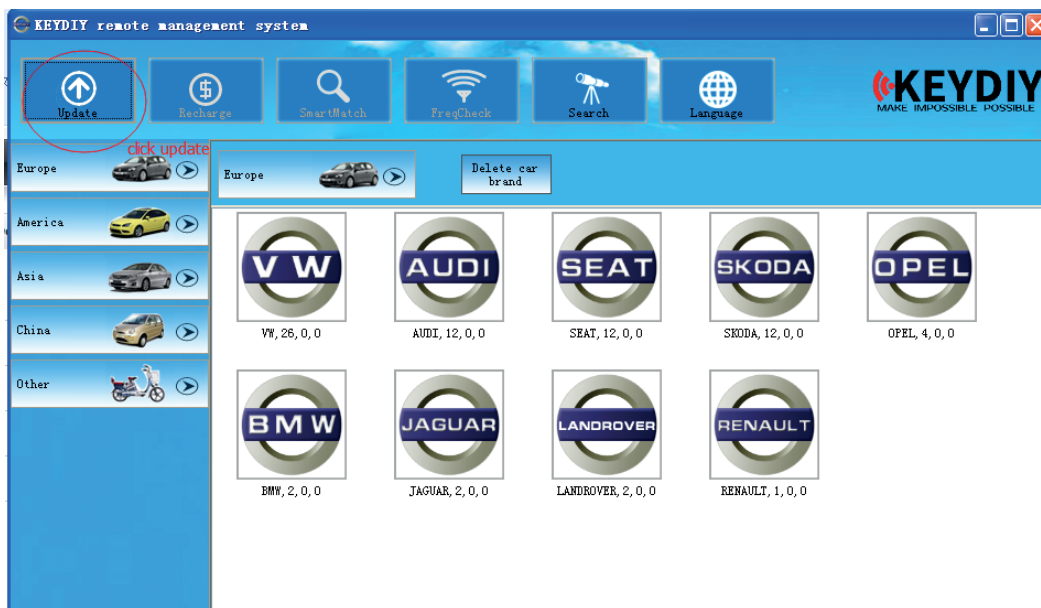 KEYDIY remote management system
Update
Recharge
SmartMatch
FreqCheck
Search
Language
KEYDIY
MAKE IMPOSSIBLE POSSIBLE
click update
Europe
America
Asia
China
Other
Europe
Delete car
brand
VW
AUDI
SEAT
SKODA
OPEL
VW, 26, 0, 0
AUDI, 12, 0, 0
SEAT, 12, 0, 0
SKODA, 12, 0, 0
OPEL, 4, 0, 0
BMW
JAGUAR
LANDROVER
RENAULT
BMW, 2, 0, 0
JAGUAR, 2, 0, 0
LANDROVER, 2, 0, 0
RENAULT, 1, 0, 0